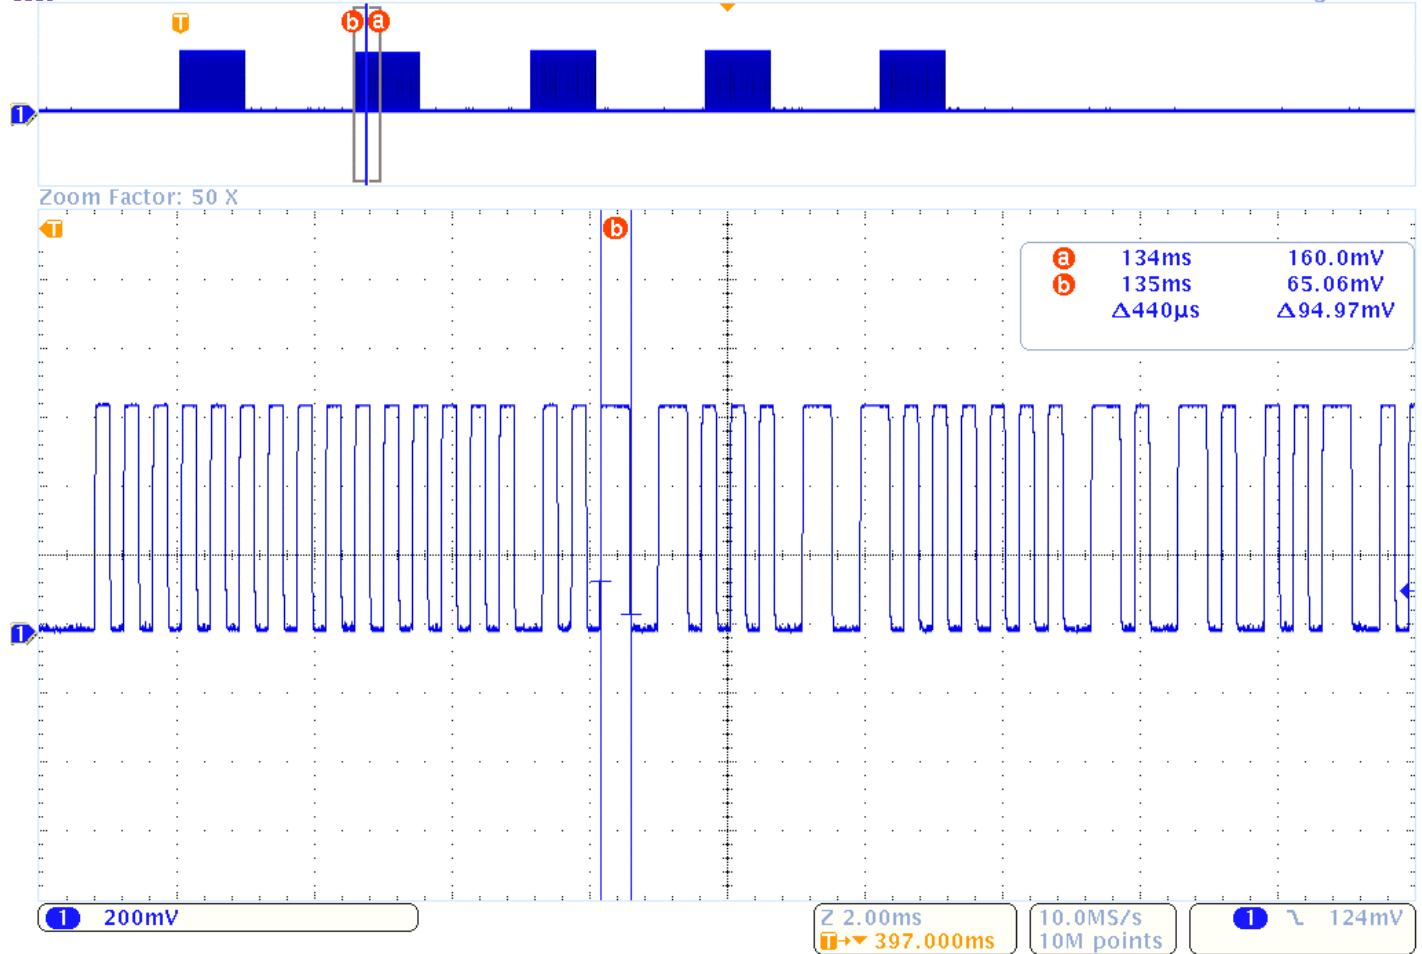 T b a
1
Zoom Factor: 50 X
T b
a 134ms 160.0mV
b 135ms 65.06mV
Δ440µs Δ94.97mV
1
1 200mV
Z 2.00ms
T→▼ 397.000ms
10.0MS/s
10M points
1 124mV